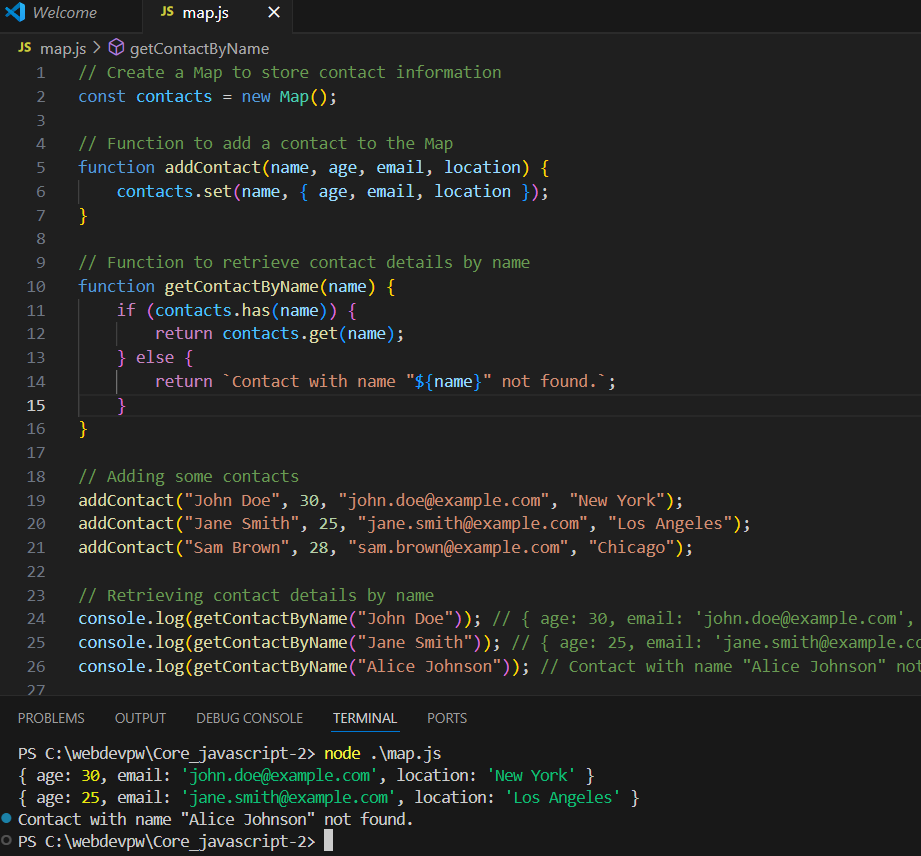 Welcome
JS map.js
JS map.js > getContactByName
1 // Create a Map to store contact information
2 const contacts = new Map();
3
4 // Function to add a contact to the Map
5 function addContact(name, age, email, location) {
6     contacts.set(name, { age, email, location });
7 }
8
9 // Function to retrieve contact details by name
10 function getContactByName(name) {
11     if (contacts.has(name)) {
12         return contacts.get(name);
13     } else {
14         return `Contact with name "${name}" not found.`;
15     }
16 }
17
18 // Adding some contacts
19 addContact("John Doe", 30, "john.doe@example.com", "New York");
20 addContact("Jane Smith", 25, "jane.smith@example.com", "Los Angeles");
21 addContact("Sam Brown", 28, "sam.brown@example.com", "Chicago");
22
23 // Retrieving contact details by name
24 console.log(getContactByName("John Doe")); // { age: 30, email: 'john.doe@example.com',
25 console.log(getContactByName("Jane Smith")); // { age: 25, email: 'jane.smith@example.co
26 console.log(getContactByName("Alice Johnson")); // Contact with name "Alice Johnson" not
27
PROBLEMS OUTPUT DEBUG CONSOLE TERMINAL PORTS
PS C:\webdevpw\Core_javascript-2> node .\map.js
{ age: 30, email: 'john.doe@example.com', location: 'New York' }
{ age: 25, email: 'jane.smith@example.com', location: 'Los Angeles' }
Contact with name "Alice Johnson" not found.
PS C:\webdevpw\Core_javascript-2>